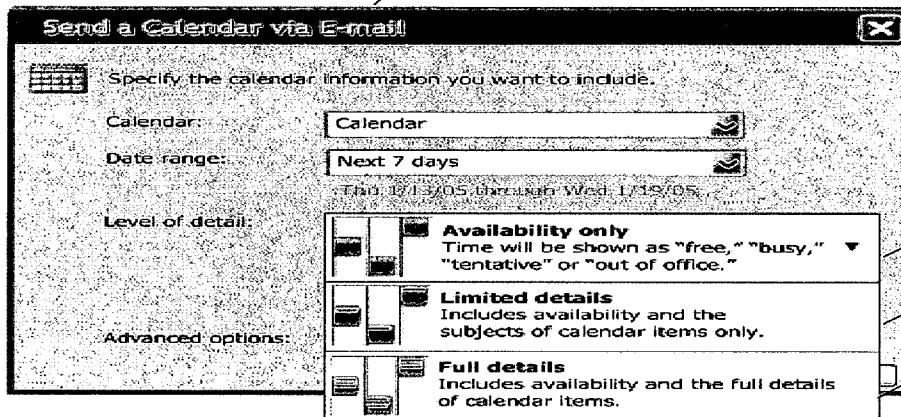 Send a Calendar via E-mail
Specify the calendar information you want to include.
Calendar: Calendar
Date range: Next 7 days
Thu 1/13/05 through Wed 1/19/05
Level of detail:
Availability only
Time will be shown as "free," "busy,"
"tentative" or "out of office."
Limited details
Includes availability and the
subjects of calendar items only.
Advanced options:
Full details
Includes availability and the full details
of calendar items.